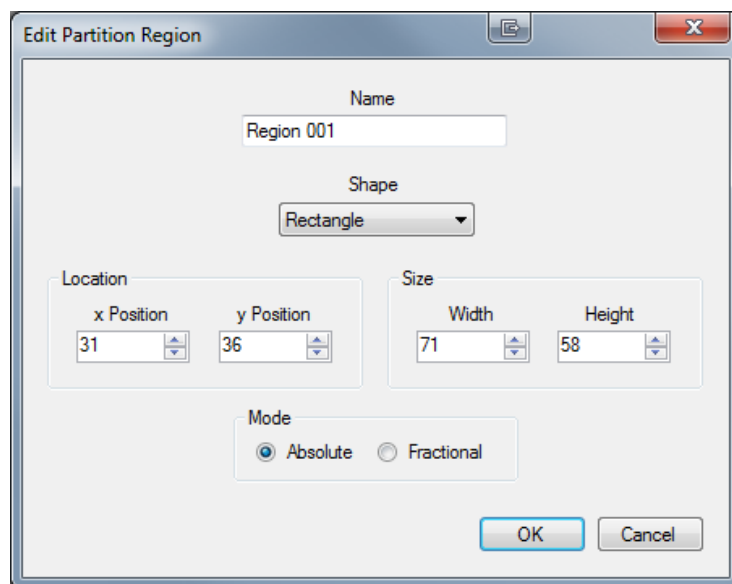 Edit Partition Region
Name
Region 001
Shape
Rectangle
Location
Size
x Position y Position Width Height
31 36 71 58
Mode
Absolute Fractional
OK Cancel